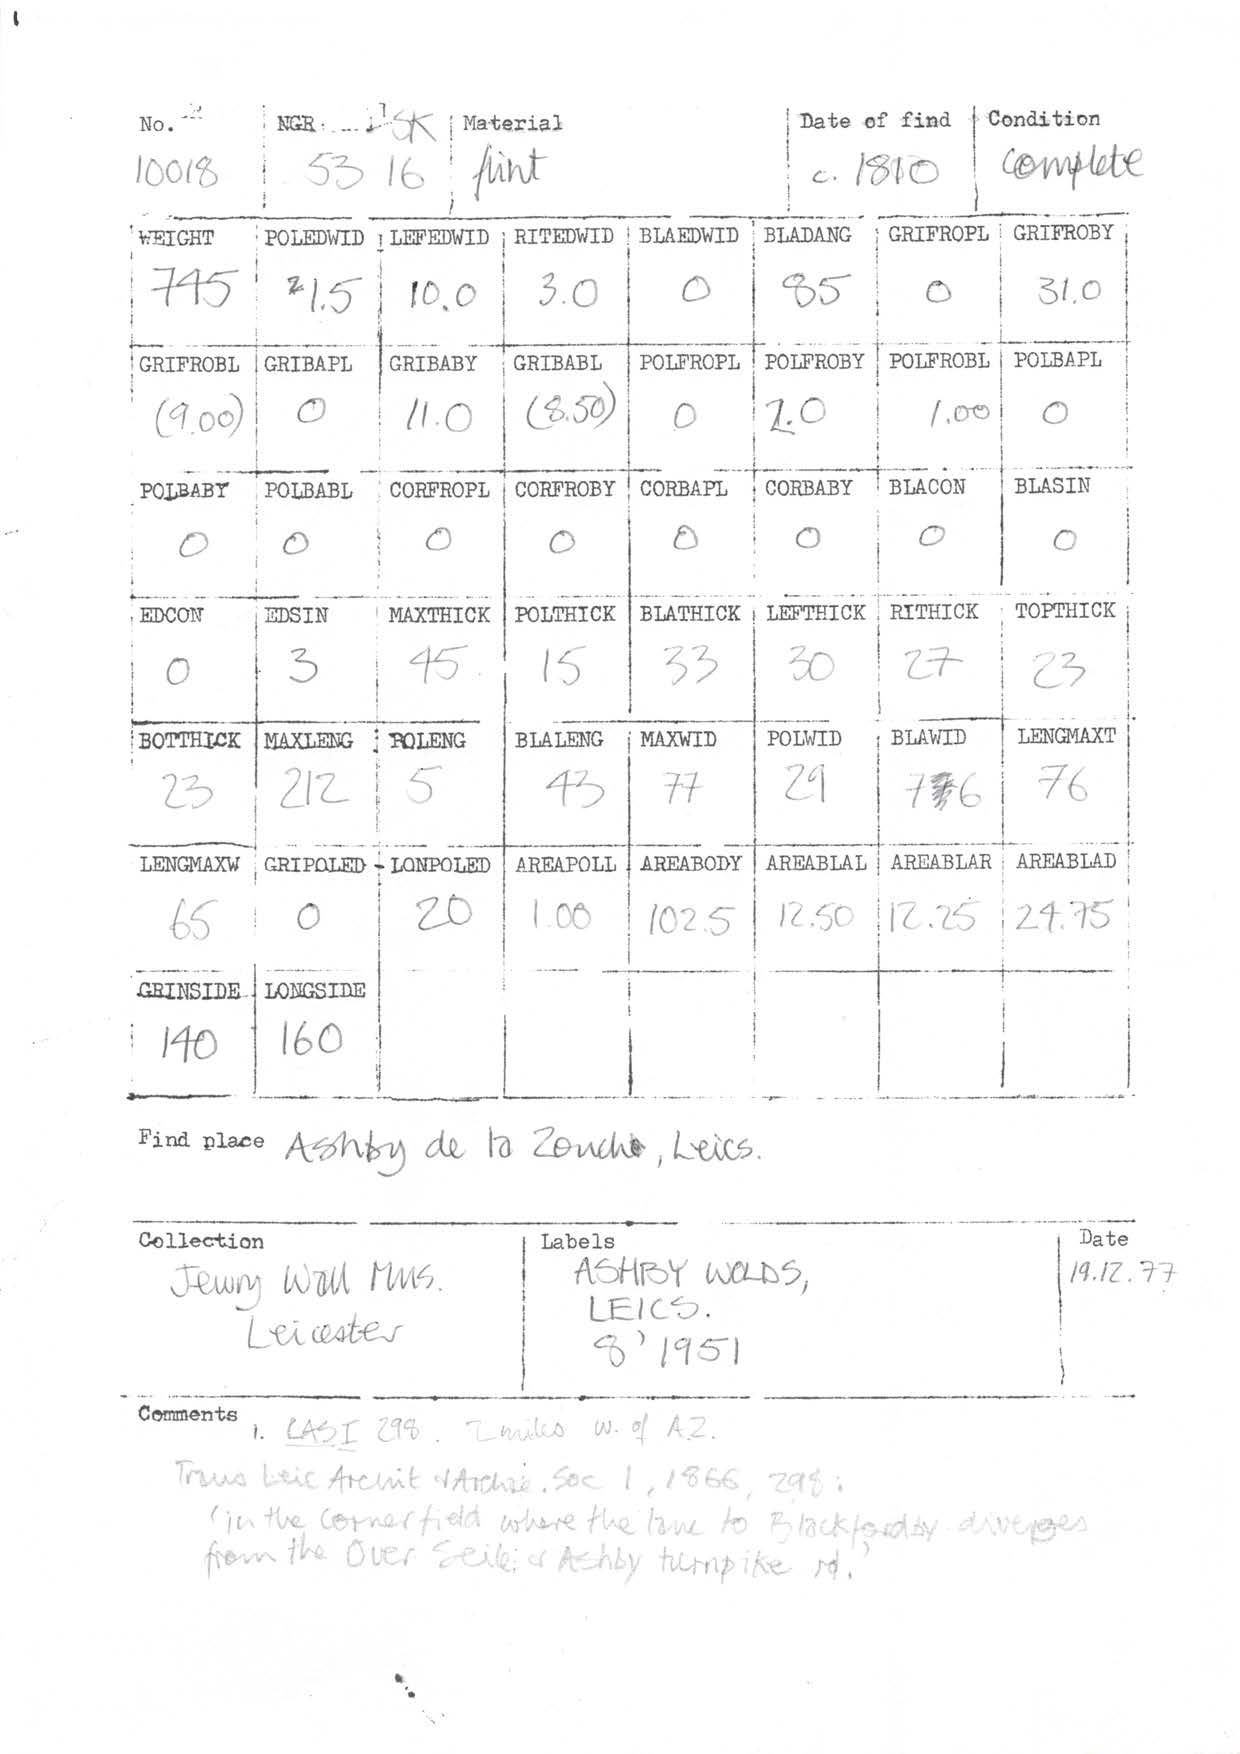 No. NGR: SK Material Date of find Condition
10018 53 16 flint c. 1810 complete
WEIGHT POLEDWID LEFEDWID RITEDWID BLAEDWID BLADANG GRIFROPL GRIFROBY
745 1.5 10.0 3.0 0 85 0 31.0
GRIFROBL GRIBAPL GRIBABY GRIBABL POLFROPL POLFROBY POLFROBL POLBAPL
(9.00) 0 11.0 (8.50) 0 2.0 1.00 0
POLBABY POLBABL CORFROPL CORFROBY CORBAPL CORBABY BLACON BLASIN
0 0 0 0 0 0 0 0
EDCON EDSIN MAXTHICK POLTHICK BLATHICK LEFTHICK RITHICK TOPTHICK
0 3 45 15 33 30 27 23
BOTTHICK MAXLENG POLENG BLALENG MAXWID POLWID BLAWID LENGMAXT
23 212 5 43 77 29 76 76
LENGMAXW GRIPOLED LONPOLED AREAPOLL AREABODY AREABLAL AREABLAR AREABLAD
65 0 20 1.00 102.5 12.50 12.25 24.75
GRINSIDE LONGSIDE
140 160
Find place Ashby de la Zouche, Leics.
Collection Labels Date
Jewry Wall Mus. ASHBY WOLDS, 19.12.77
Leicester LEICS.
8'1951
Comments 1. LASI 298. 2 miles w. of A.Z.
Trans Leic Archit & Archae. Soc 1, 1866, 298:
'in the corner field where the lane to Blackfordby diverges
from the Over Seile & Ashby turnpike rd.'